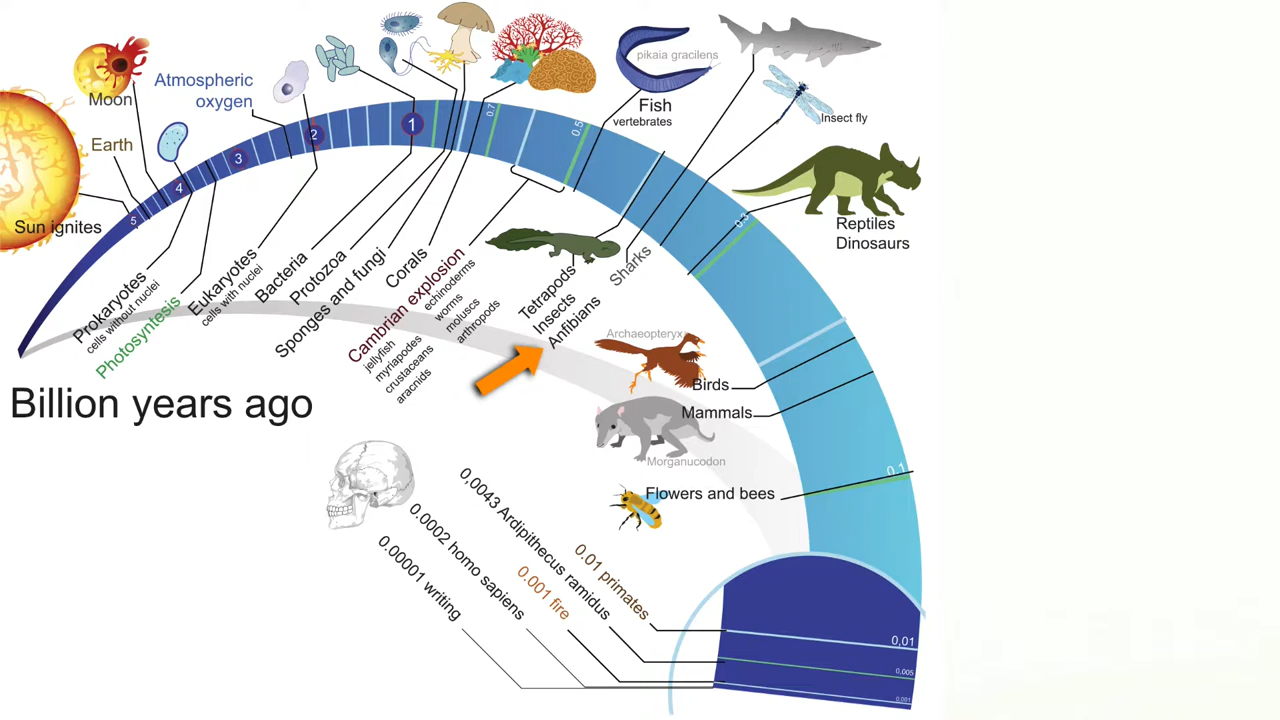 Moon
Atmospheric
oxygen
Earth
Sun ignites
5
4
3
2
1
0.7
0.5
0.3
0.1
pikaia gracilens
Fish
vertebrates
Insect fly
Reptiles
Dinosaurs
Prokaryotes
cells without nuclei
Photosyntesis
Eukaryotes
cells with nuclei
Bacteria
Protozoa
Sponges and fungi
Corals
Cambrian explosion
echinoderms
worms
moluscs
arthropods
jellyfish
myriapodes
crustaceans
aracnids
Tetrapods
Insects
Anfibians
Sharks
Archaeopteryx
Birds
Mammals
Morganucodon
Flowers and bees
Billion years ago
0.01 primates
0.0043 Ardipithecus ramidus
0.001 fire
0.0002 homo sapiens
0.00001 writing
0,01
0,005
0,001